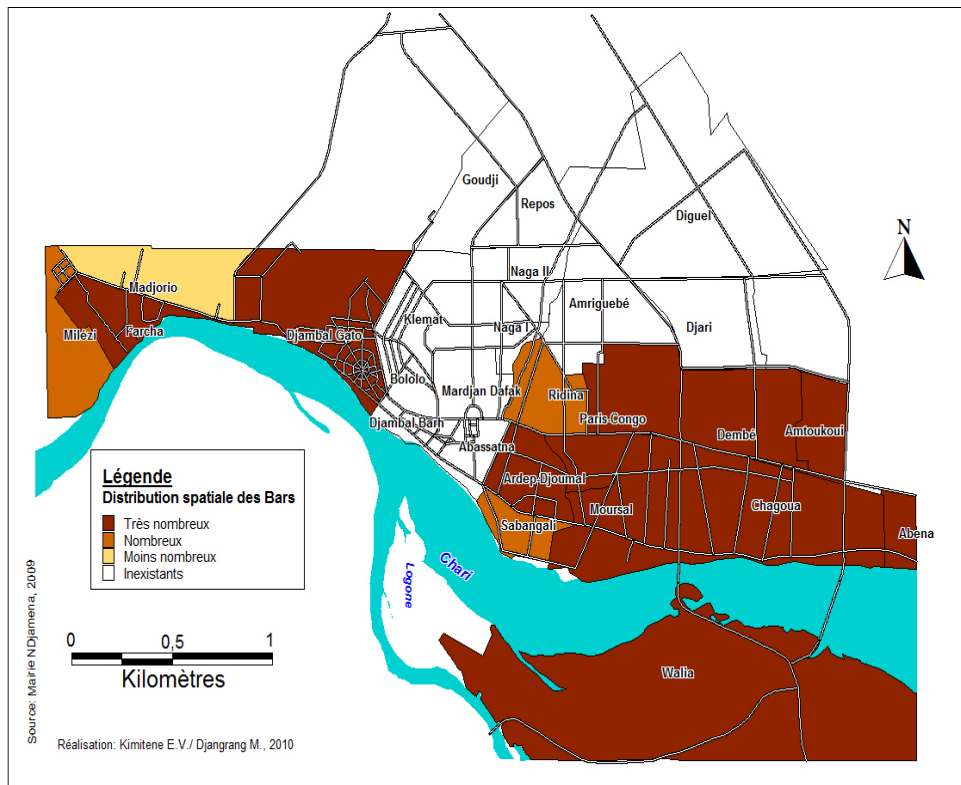 Goudji
Repos
Diguel
N
Naga II
Madjorio
Amriguebé
Klemat
Naga I
Djari
Milézi
Farcha
Djambal Gato
Bololo
Mardjan Dafak
Ridina
Paris-Congo
Djambal Barh
Dembé
Amtoukoui
Abassatna
Ardep-Djoumal
Moursal
Chagoua
Sabangali
Abena
Légende
Distribution spatiale des Bars
Très nombreux
Nombreux
Moins nombreux
Inexistants
Chari
Logone
Walia
0 0,5 1
Kilomètres
Source: Mairie NDjamena, 2009
Réalisation: Kimitene E.V./ Djangrang M., 2010